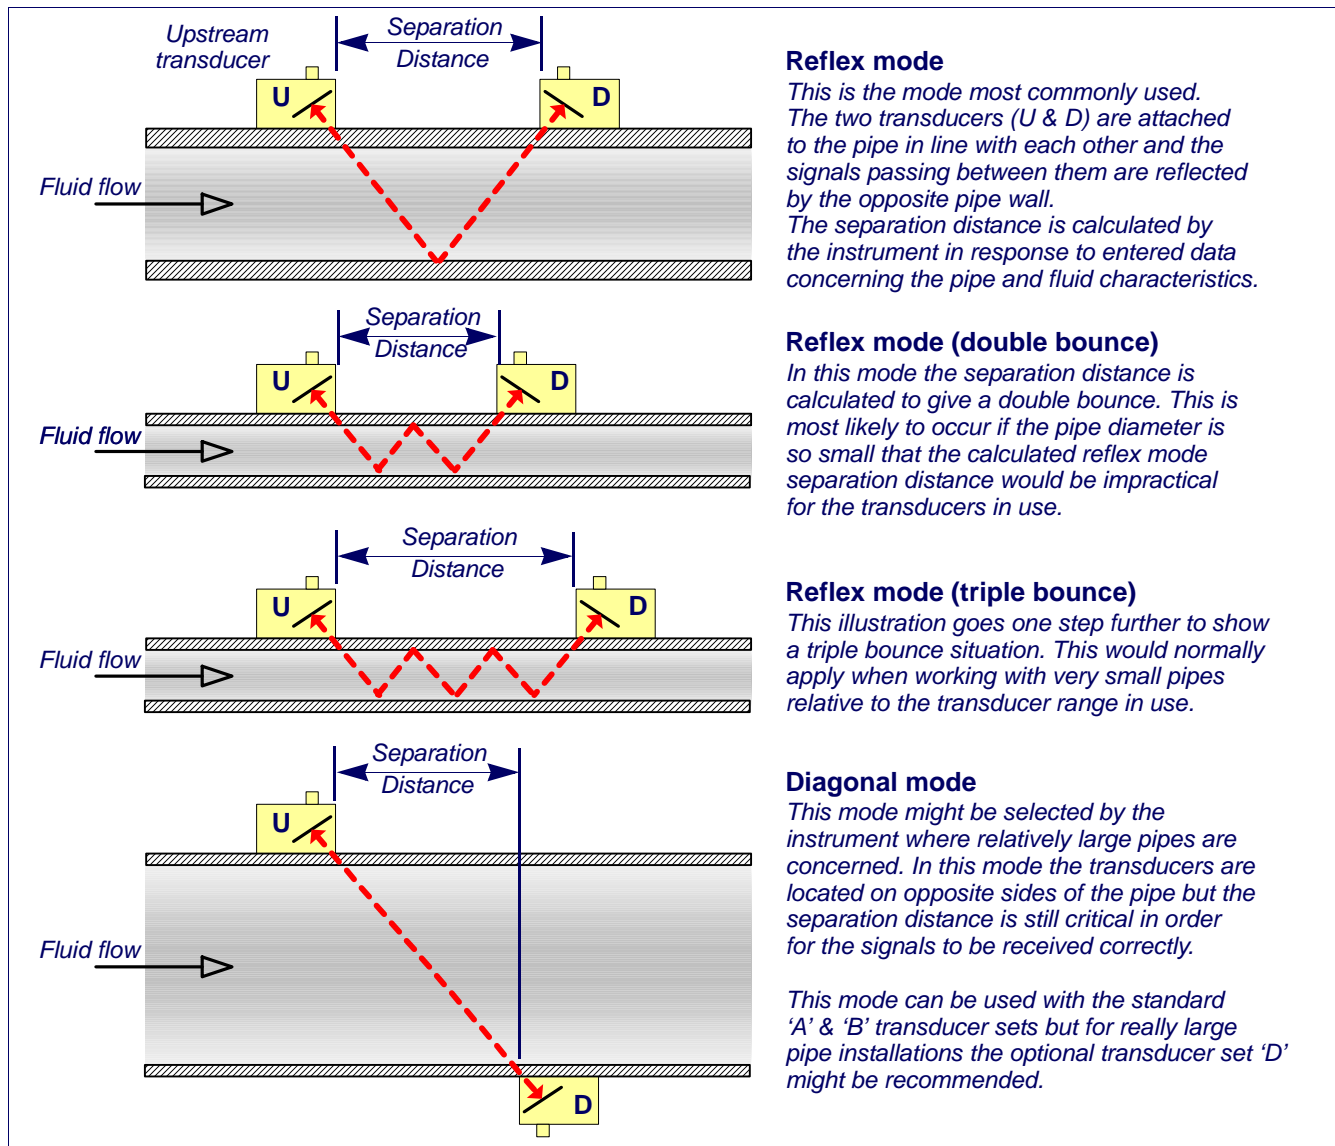 Upstream
transducer
Separation
Distance
U
D
Fluid flow
Reflex mode
This is the mode most commonly used.
The two transducers (U & D) are attached
to the pipe in line with each other and the
signals passing between them are reflected
by the opposite pipe wall.
The separation distance is calculated by
the instrument in response to entered data
concerning the pipe and fluid characteristics.
Separation
Distance
U
D
Fluid flow
Reflex mode (double bounce)
In this mode the separation distance is
calculated to give a double bounce. This is
most likely to occur if the pipe diameter is
so small that the calculated reflex mode
separation distance would be impractical
for the transducers in use.
Separation
Distance
U
D
Fluid flow
Reflex mode (triple bounce)
This illustration goes one step further to show
a triple bounce situation. This would normally
apply when working with very small pipes
relative to the transducer range in use.
Separation
Distance
U
Fluid flow
D
Diagonal mode
This mode might be selected by the
instrument where relatively large pipes are
concerned. In this mode the transducers are
located on opposite sides of the pipe but the
separation distance is still critical in order
for the signals to be received correctly.
This mode can be used with the standard
‘A’ & ‘B’ transducer sets but for really large
pipe installations the optional transducer set ‘D’
might be recommended.